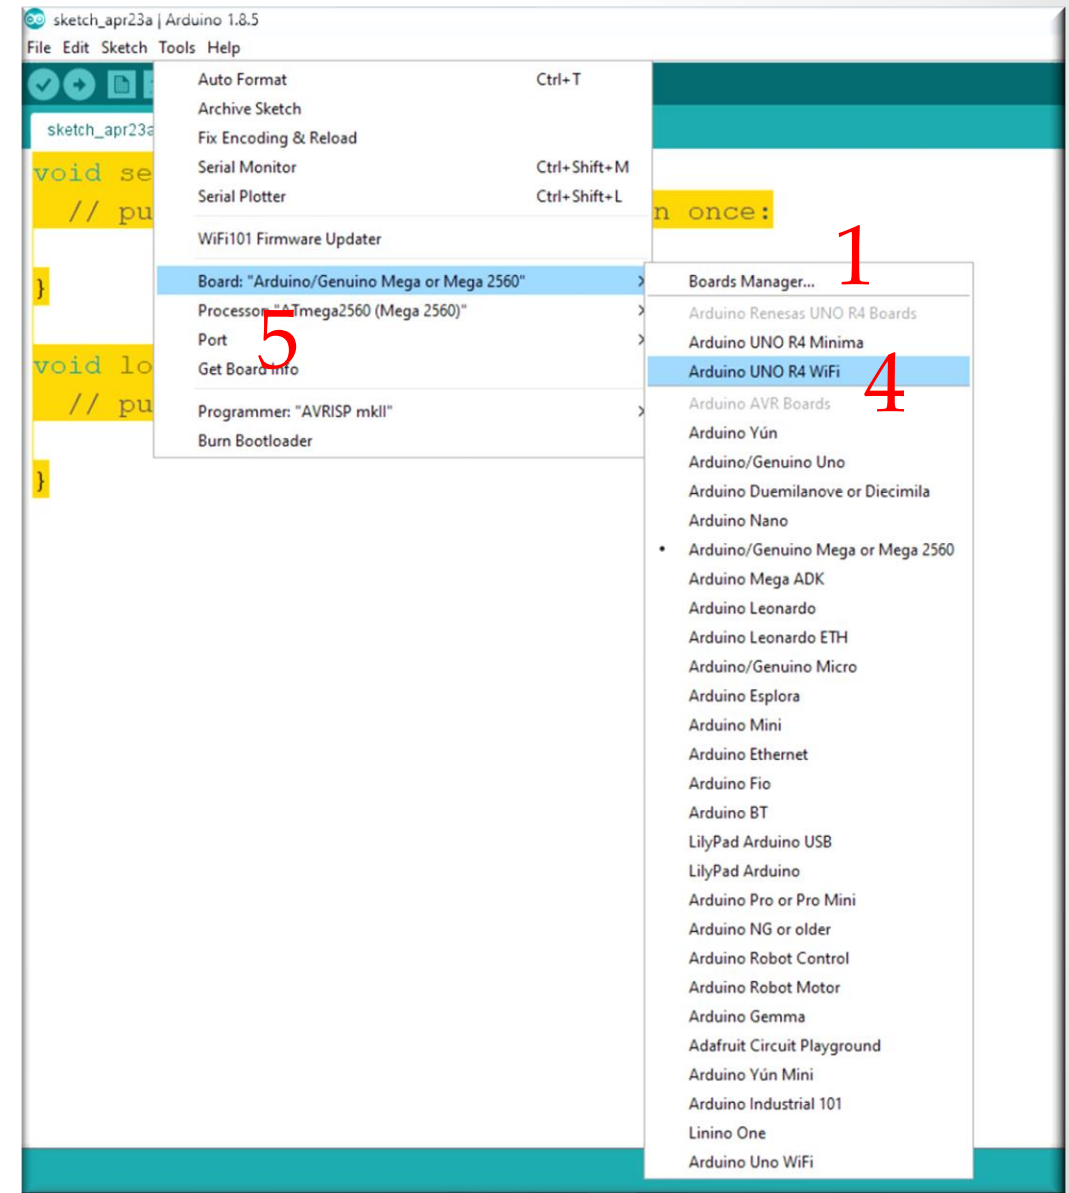 sketch_apr23a | Arduino 1.8.5
File Edit Sketch Tools Help
sketch_apr23a
Auto Format Ctrl+T
Archive Sketch
Fix Encoding & Reload
Serial Monitor Ctrl+Shift+M
Serial Plotter Ctrl+Shift+L
WiFi101 Firmware Updater
Board: "Arduino/Genuino Mega or Mega 2560"
Processor: "ATmega2560 (Mega 2560)"
Port
Get Board Info
Programmer: "AVRISP mkII"
Burn Bootloader
5
void se
// pu n once:
}
void lo
// pu
}
1
Boards Manager...
Arduino Renesas UNO R4 Boards
Arduino UNO R4 Minima
Arduino UNO R4 WiFi
4
Arduino AVR Boards
Arduino Yún
Arduino/Genuino Uno
Arduino Duemilanove or Diecimila
Arduino Nano
• Arduino/Genuino Mega or Mega 2560
Arduino Mega ADK
Arduino Leonardo
Arduino Leonardo ETH
Arduino/Genuino Micro
Arduino Esplora
Arduino Mini
Arduino Ethernet
Arduino Fio
Arduino BT
LilyPad Arduino USB
LilyPad Arduino
Arduino Pro or Pro Mini
Arduino NG or older
Arduino Robot Control
Arduino Robot Motor
Arduino Gemma
Adafruit Circuit Playground
Arduino Yún Mini
Arduino Industrial 101
Linino One
Arduino Uno WiFi